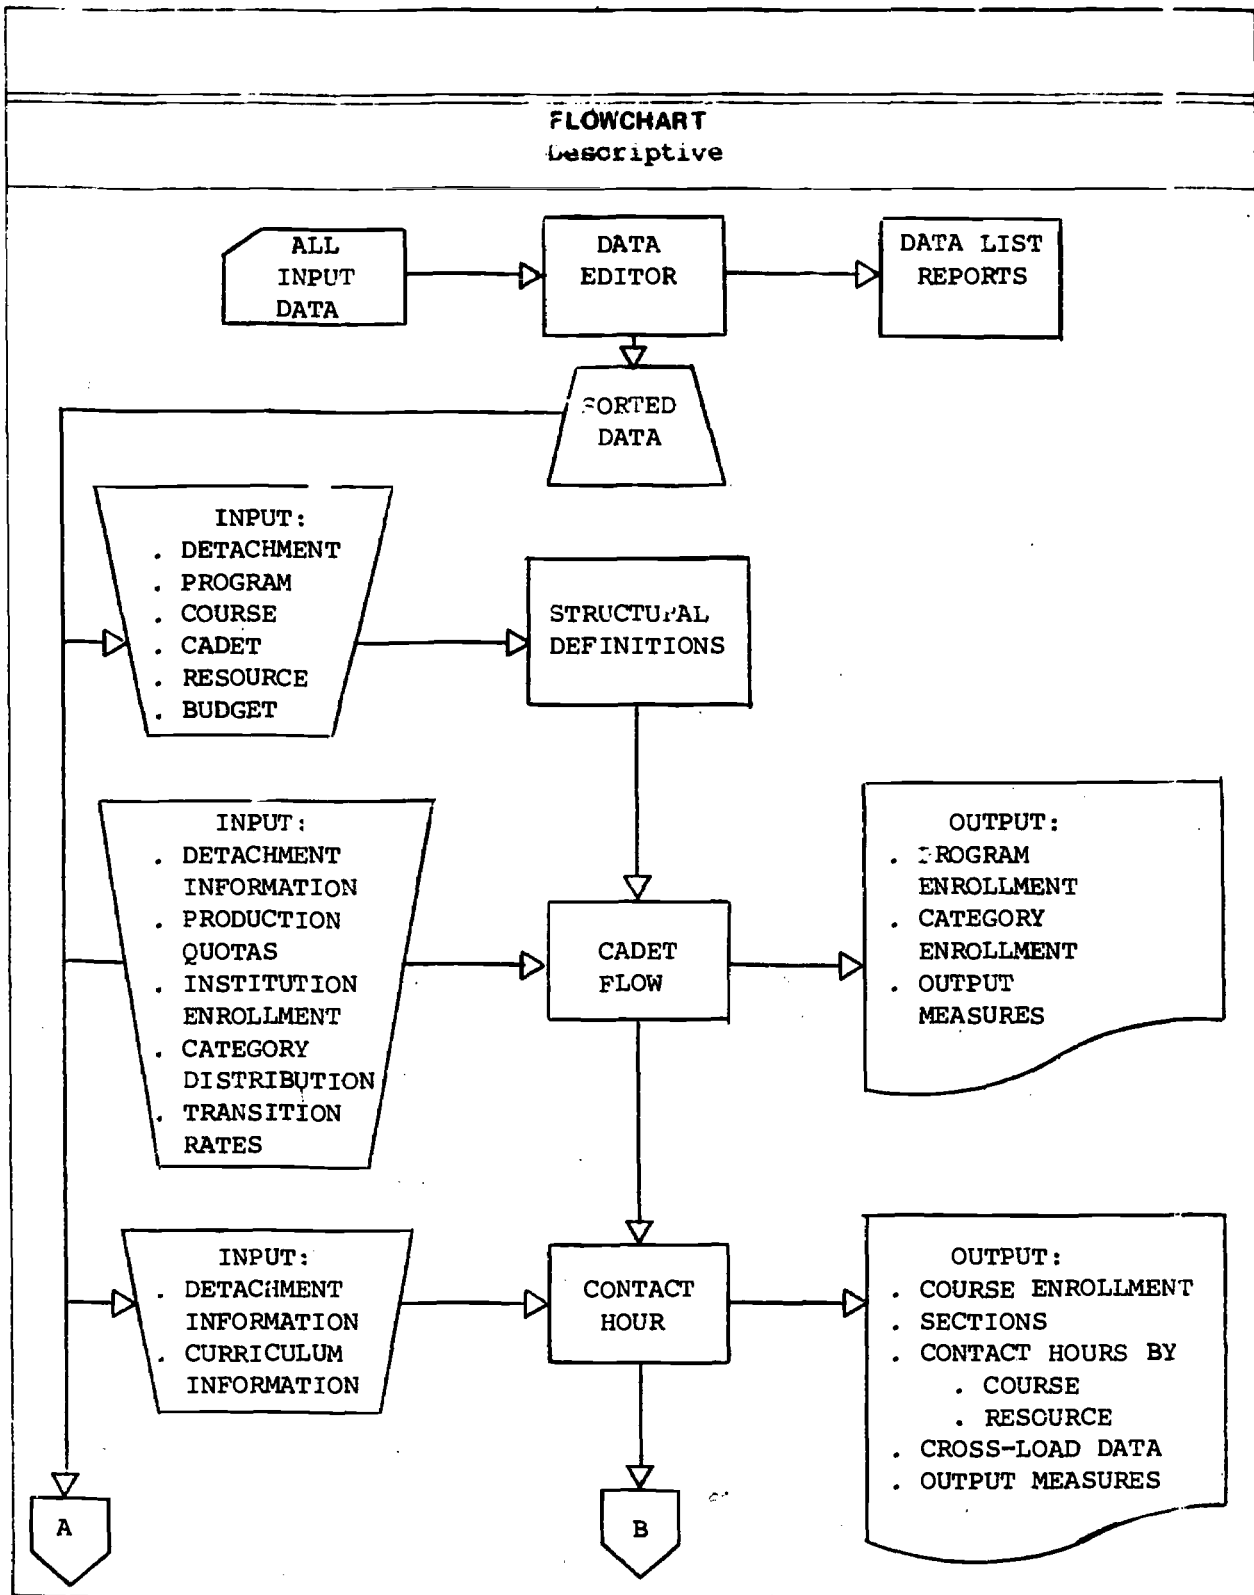 FLOWCHART
Descriptive
ALL
INPUT
DATA
DATA
EDITOR
DATA LIST
REPORTS
SORTED
DATA
INPUT:
. DETACHMENT
. PROGRAM
. COURSE
. CADET
. RESOURCE
. BUDGET
STRUCTURAL
DEFINITIONS
INPUT:
. DETACHMENT
INFORMATION
. PRODUCTION
QUOTAS
. INSTITUTION
ENROLLMENT
. CATEGORY
DISTRIBUTION
. TRANSITION
RATES
CADET
FLOW
OUTPUT:
. PROGRAM
ENROLLMENT
. CATEGORY
ENROLLMENT
. OUTPUT
MEASURES
INPUT:
. DETACHMENT
INFORMATION
. CURRICULUM
INFORMATION
CONTACT
HOUR
OUTPUT:
. COURSE ENROLLMENT
. SECTIONS
. CONTACT HOURS BY
. COURSE
. RESOURCE
. CROSS-LOAD DATA
. OUTPUT MEASURES
A
B